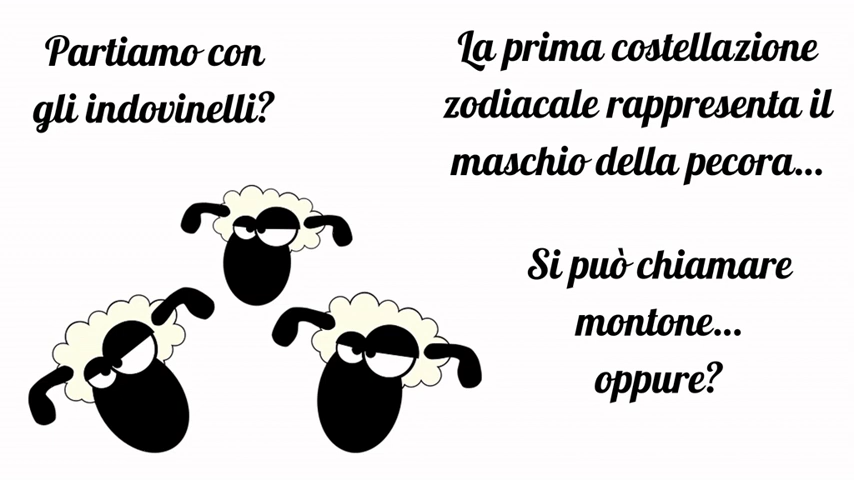 Partiamo con
gli indovinelli?
La prima costellazione
zodiacale rappresenta il
maschio della pecora...
Si può chiamare
montone...
oppure?